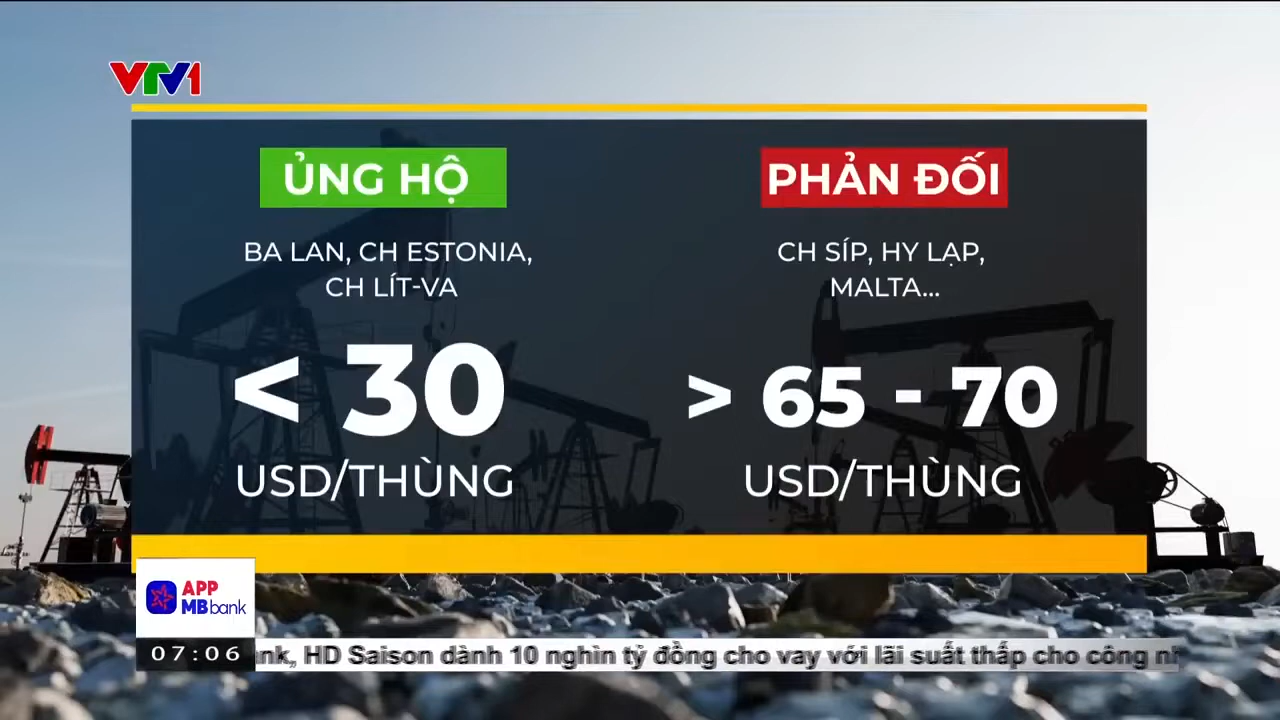 VTV1
ỦNG HỘ
BA LAN, CH ESTONIA,
CH LÍT-VA
< 30
USD/THÙNG
PHẢN ĐỐI
CH SÍP, HY LẠP,
MALTA...
> 65 - 70
USD/THÙNG
APP
MB bank
07:06
nk, HD Saison dành 10 nghìn tỷ đồng cho vay với lãi suất thấp cho công nh